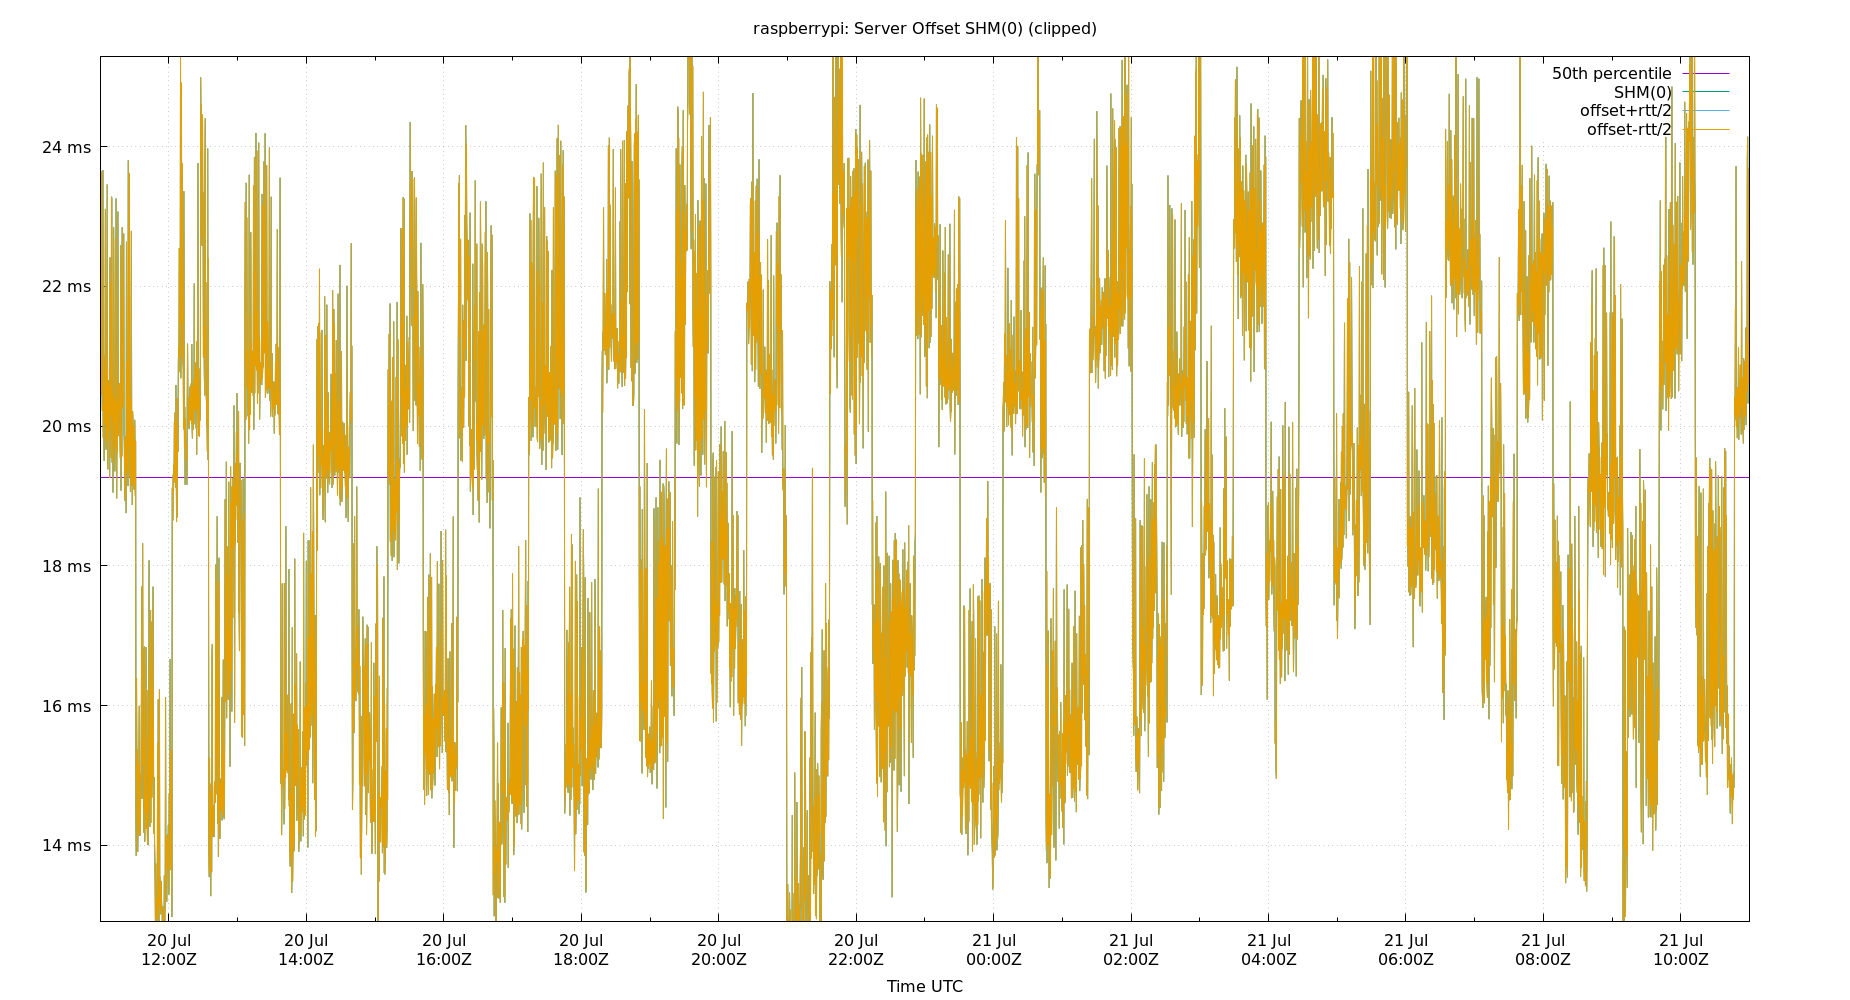 raspberrypi: Server Offset SHM(0) (clipped)
50th percentile
SHM(0)
offset+rtt/2
offset-rtt/2
24 ms
22 ms
20 ms
18 ms
16 ms
14 ms
20 Jul 20 Jul 20 Jul 20 Jul 20 Jul 20 Jul 21 Jul 21 Jul 21 Jul 21 Jul 21 Jul 21 Jul
12:00Z 14:00Z 16:00Z 18:00Z 20:00Z 22:00Z 00:00Z 02:00Z 04:00Z 06:00Z 08:00Z 10:00Z
Time UTC